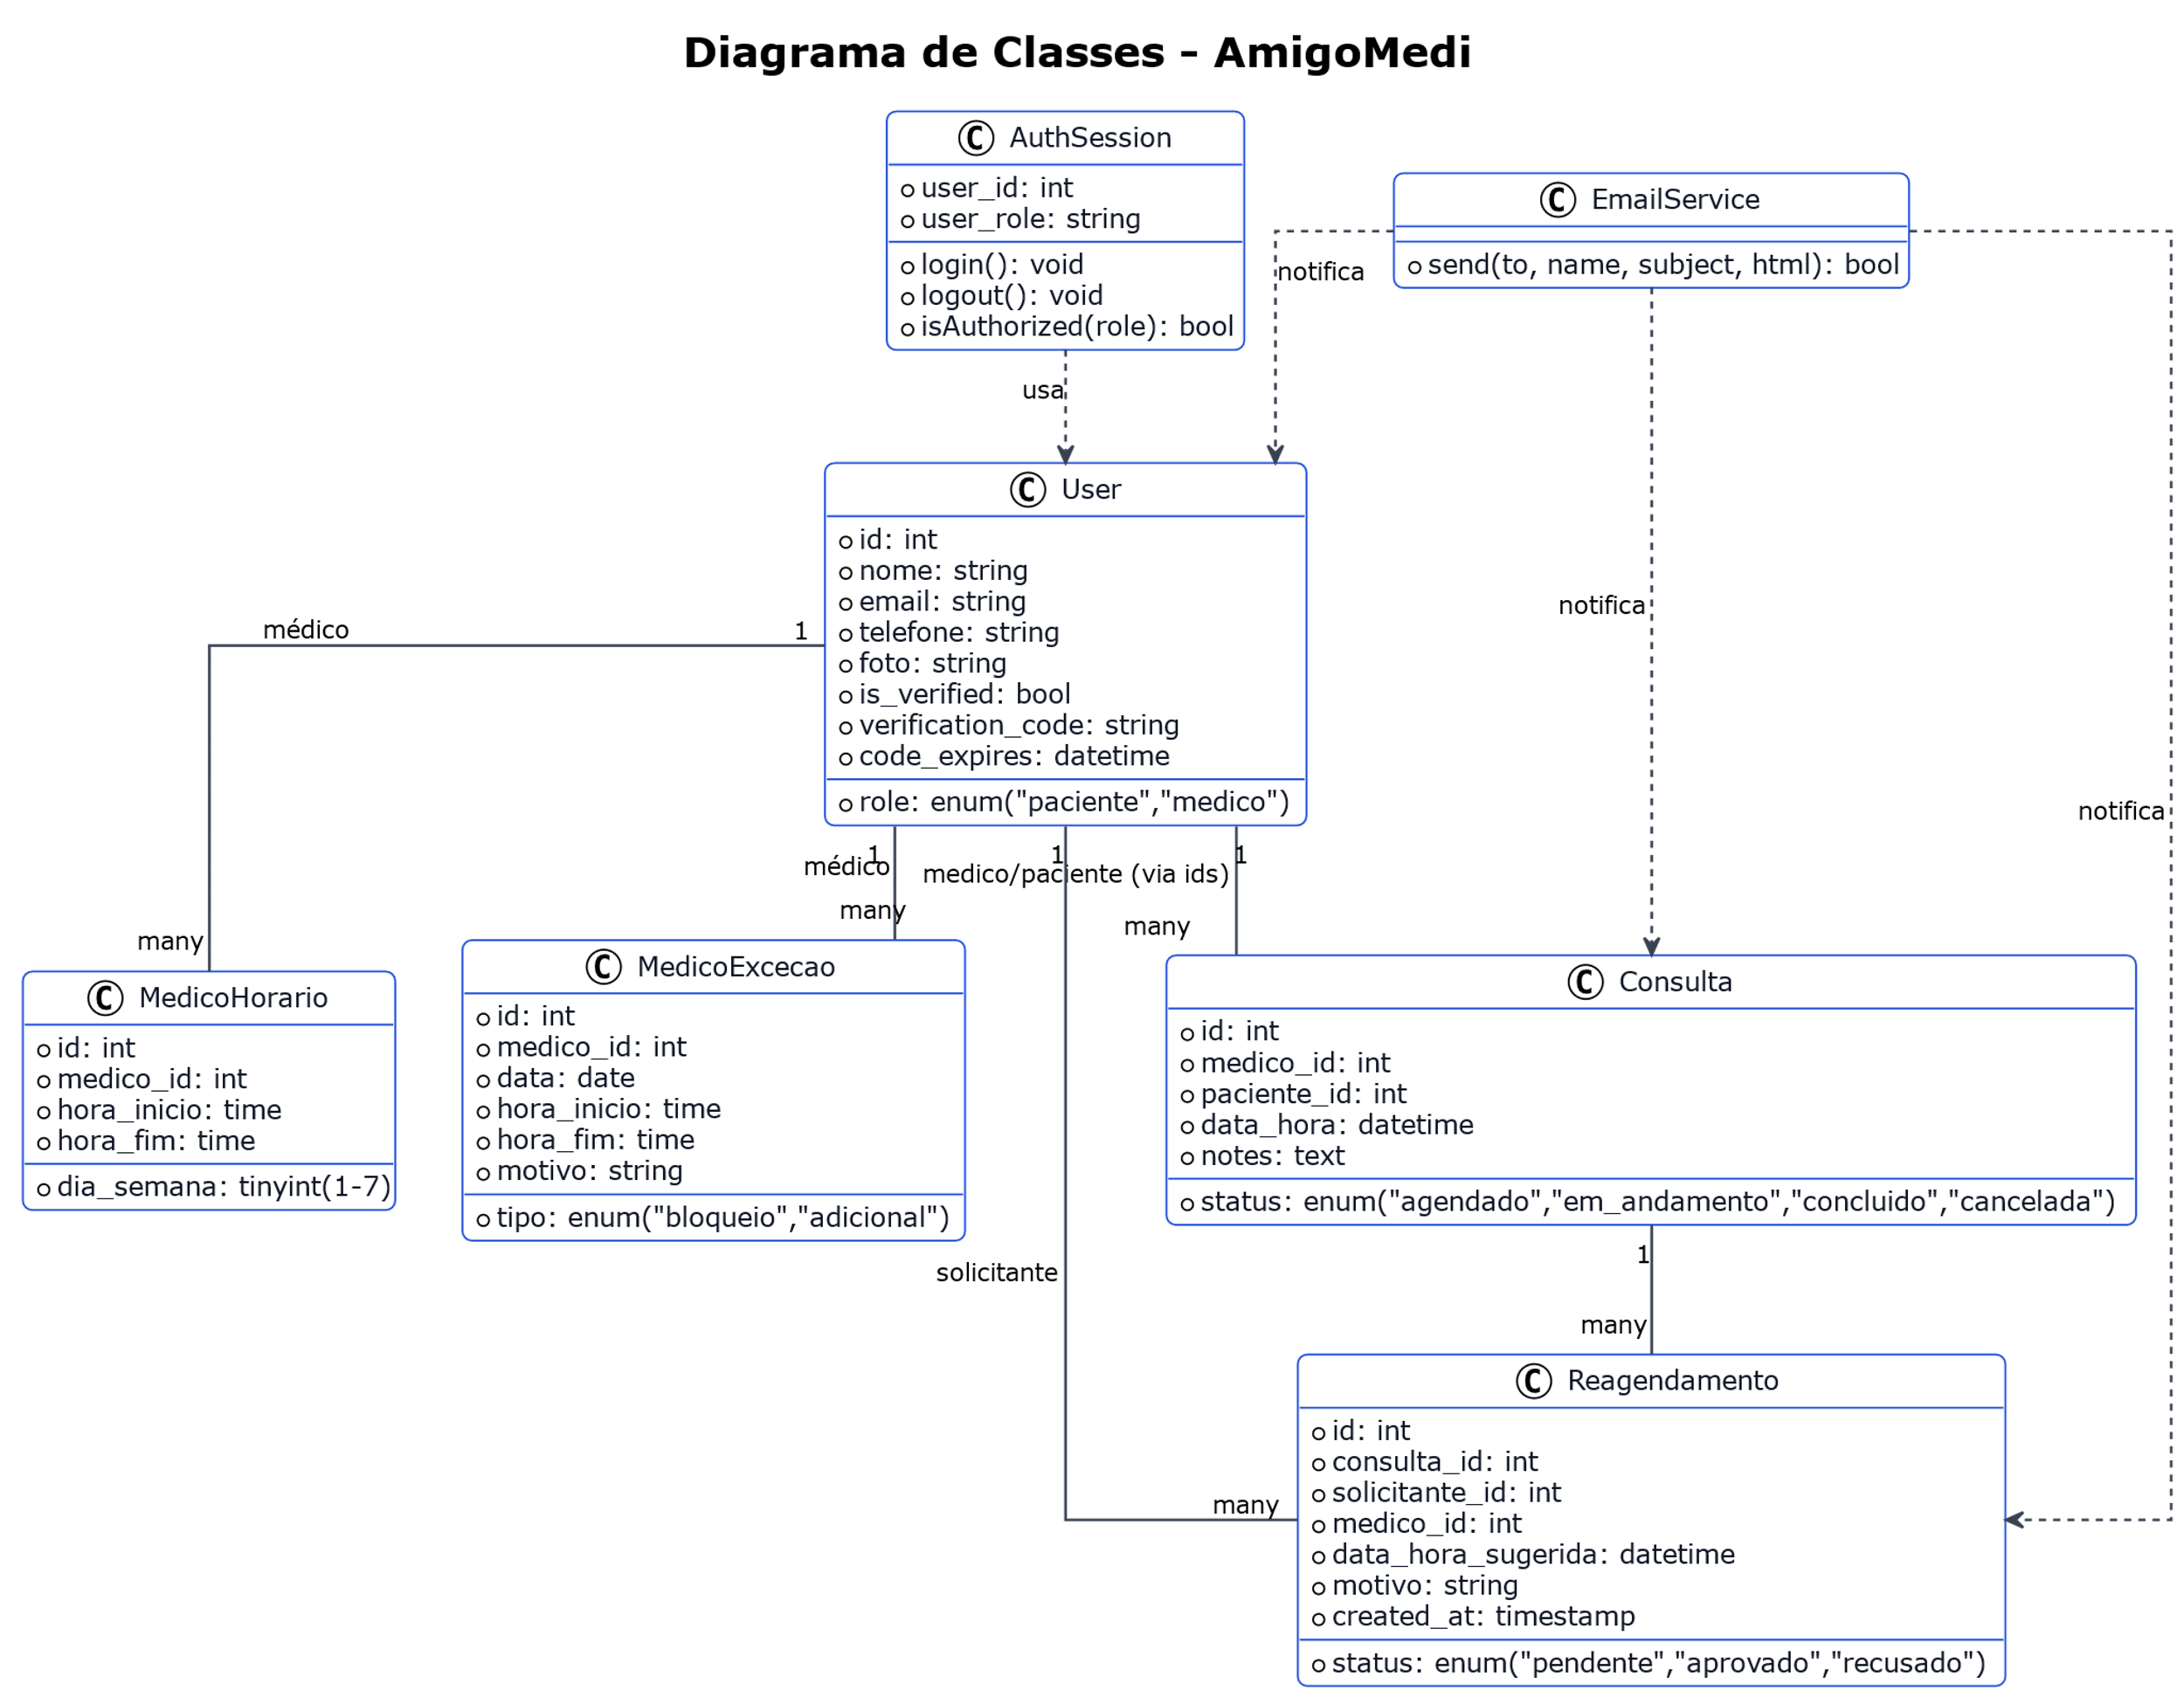 Diagrama de Classes – AmigoMedi
C AuthSession
user_id: int
user_role: string
login(): void
logout(): void
isAuthorized(role): bool
C EmailService
send(to, name, subject, html): bool
notifica
usa
C User
id: int
nome: string
email: string
telefone: string
foto: string
is_verified: bool
verification_code: string
code_expires: datetime
role: enum("paciente","medico")
notifica
médico
1
many
notifica
1
médico
many
1
medico/paciente (via ids)
1
many
C MedicoHorario
id: int
medico_id: int
hora_inicio: time
hora_fim: time
dia_semana: tinyint(1-7)
C MedicoExcecao
id: int
medico_id: int
data: date
hora_inicio: time
hora_fim: time
motivo: string
tipo: enum("bloqueio","adicional")
C Consulta
id: int
medico_id: int
paciente_id: int
data_hora: datetime
notes: text
status: enum("agendado","em_andamento","concluido","cancelada")
solicitante
many
1
many
C Reagendamento
id: int
consulta_id: int
solicitante_id: int
medico_id: int
data_hora_sugerida: datetime
motivo: string
created_at: timestamp
status: enum("pendente","aprovado","recusado")